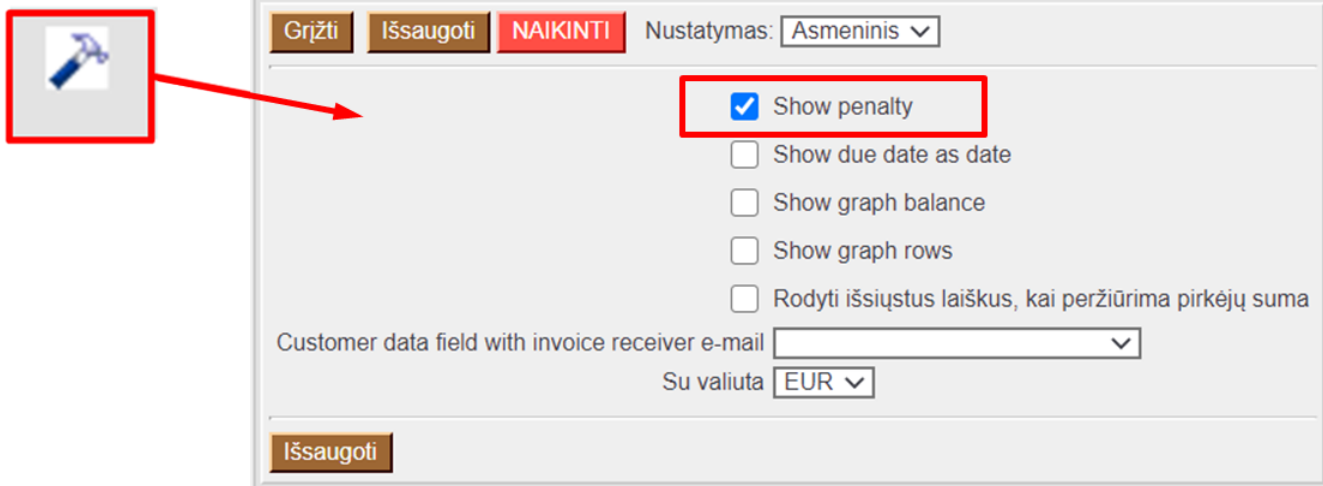 Grįžti Išsaugoti NAIKINTI Nustatymas: Asmeninis
Show penalty
Show due date as date
Show graph balance
Show graph rows
Rodyti išsiųstus laiškus, kai peržiūrima pirkėjų suma
Customer data field with invoice receiver e-mail
Su valiuta EUR
Išsaugoti